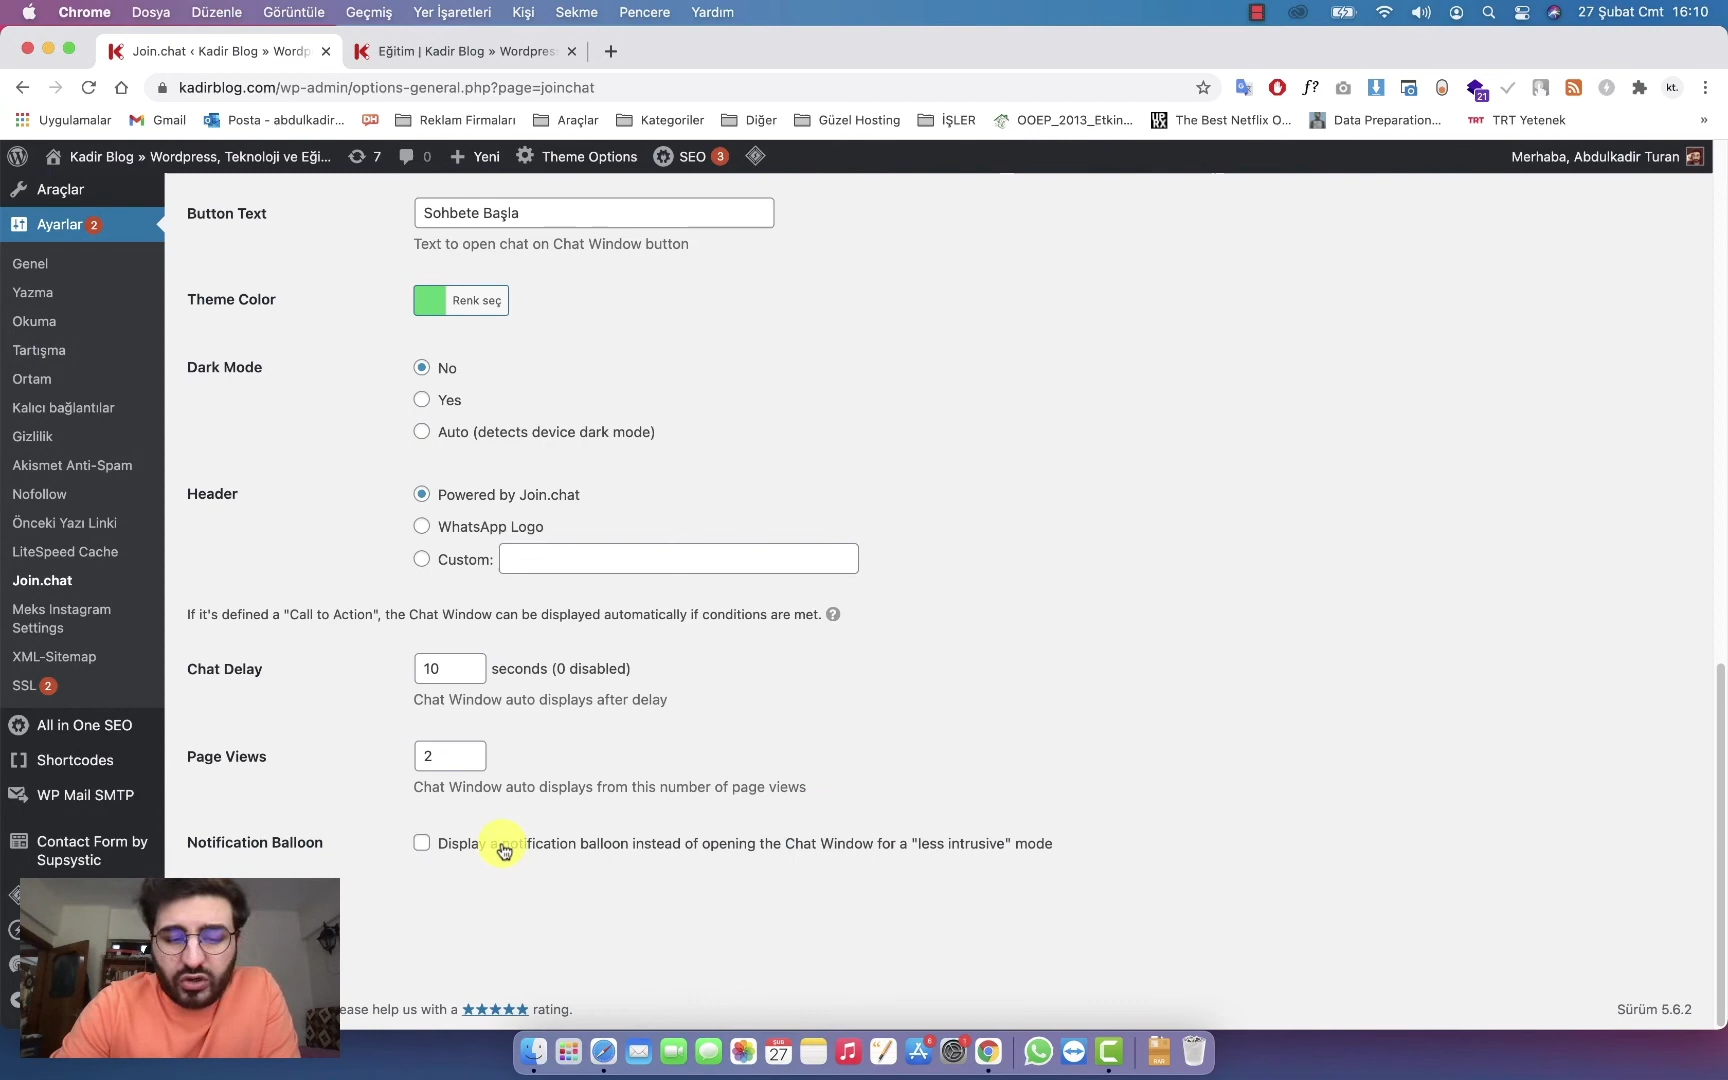 Chrome Dosya Düzenle Görüntüle Geçmiş Yer İşaretleri Kişi Sekme Pencere Yardım 27 Şubat Cmt 16:10
Join.chat ‹ Kadir Blog » Wordp
Eğitim | Kadir Blog » Wordpres
kadirblog.com/wp-admin/options-general.php?page=joinchat
f?
21
kt.
Uygulamalar Gmail Posta - abdulkadir... DH Reklam Firmaları Araçlar Kategoriler Diğer Güzel Hosting İŞLER OOEP_2013_Etkin... The Best Netflix O... Data Preparation... TRT TRT Yetenek »
Kadir Blog » Wordpress, Teknoloji ve Eği... 7 0 Yeni Theme Options SEO 3 Merhaba, Abdulkadir Turan
Araçlar
Ayarlar 2
Genel
Yazma
Okuma
Tartışma
Ortam
Kalıcı bağlantılar
Gizlilik
Akismet Anti-Spam
Nofollow
Önceki Yazı Linki
LiteSpeed Cache
Join.chat
Meks Instagram
Settings
XML-Sitemap
SSL 2
All in One SEO
Shortcodes
WP Mail SMTP
Contact Form by
Supsystic
Button Text
Sohbete Başla
Text to open chat on Chat Window button
Theme Color
Renk seç
Dark Mode
No
Yes
Auto (detects device dark mode)
Header
Powered by Join.chat
WhatsApp Logo
Custom:
If it's defined a "Call to Action", the Chat Window can be displayed automatically if conditions are met. ?
Chat Delay
10 seconds (0 disabled)
Chat Window auto displays after delay
Page Views
2
Chat Window auto displays from this number of page views
Notification Balloon
Display a notification balloon instead of opening the Chat Window for a "less intrusive" mode
ease help us with a ★★★★★ rating.
Sürüm 5.6.2
ŞUB
27
6
1
RAR